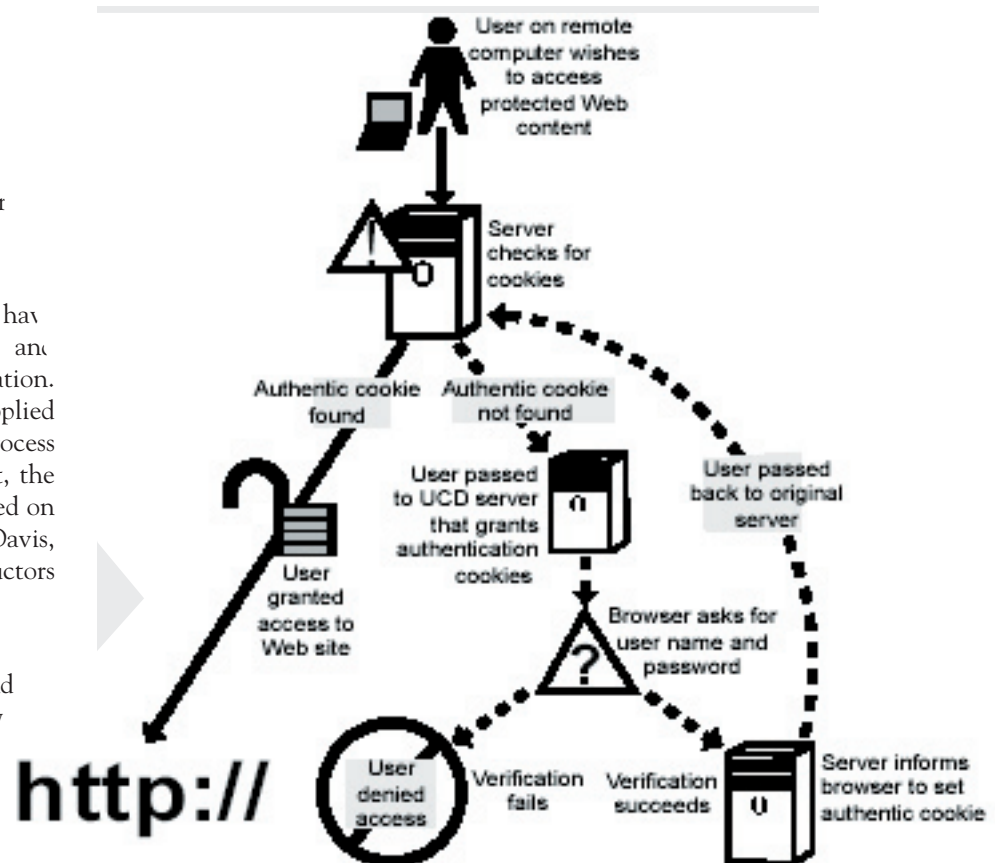 User on remote
computer wishes
to access
protected Web
content
Server
checks for
cookies
Authentic cookie
found
Authentic cookie
not found
User passed
to UCD server
that grants
authentication
cookies
User passed
back to original
server
User
granted
access to
Web site
Browser asks for
user name and
password
?
http://
User
denied
access
Verification
fails
Verification
succeeds
Server informs
browser to set
authentic cookie
ation.
pplied
ocess
t, the
ed on
Davis,
uctors